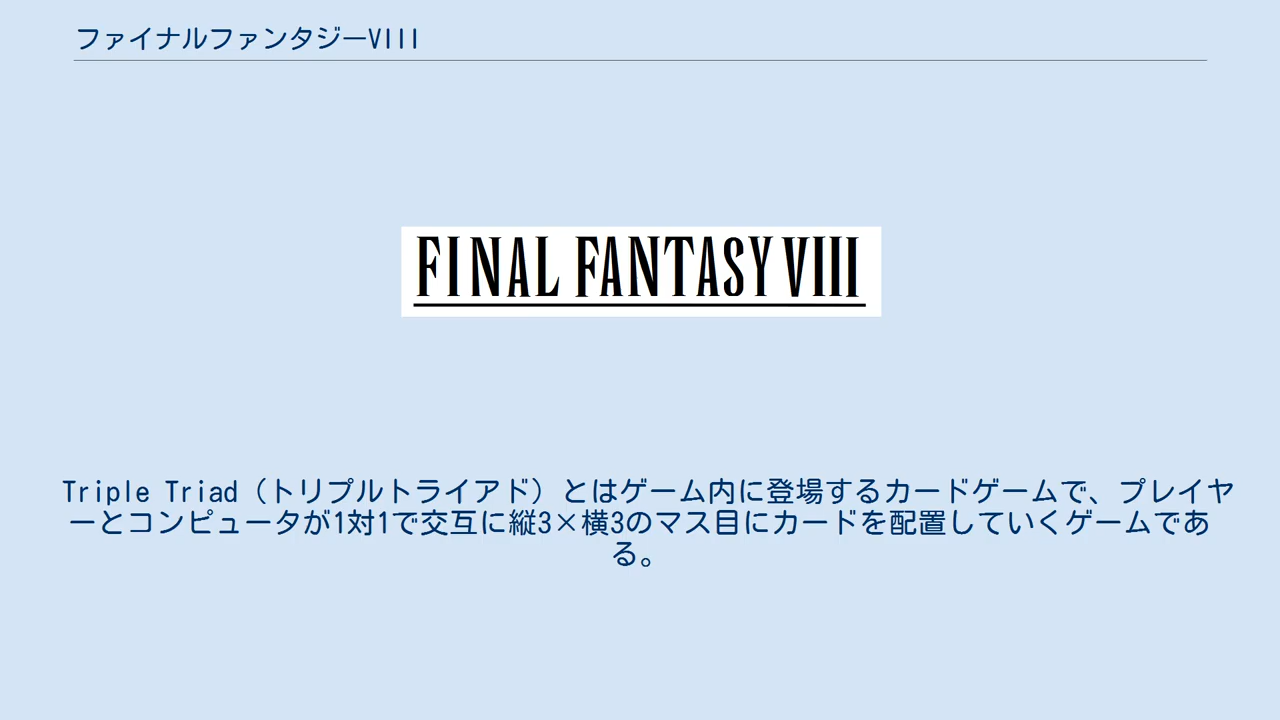 ファイナルファンタジーVIII
FINAL FANTASY VIII
Triple Triad（トリプルトライアド）とはゲーム内に登場するカードゲームで、プレイヤ
ーとコンピュータが1対1で交互に縦3×横3のマス目にカードを配置していくゲームであ
る。